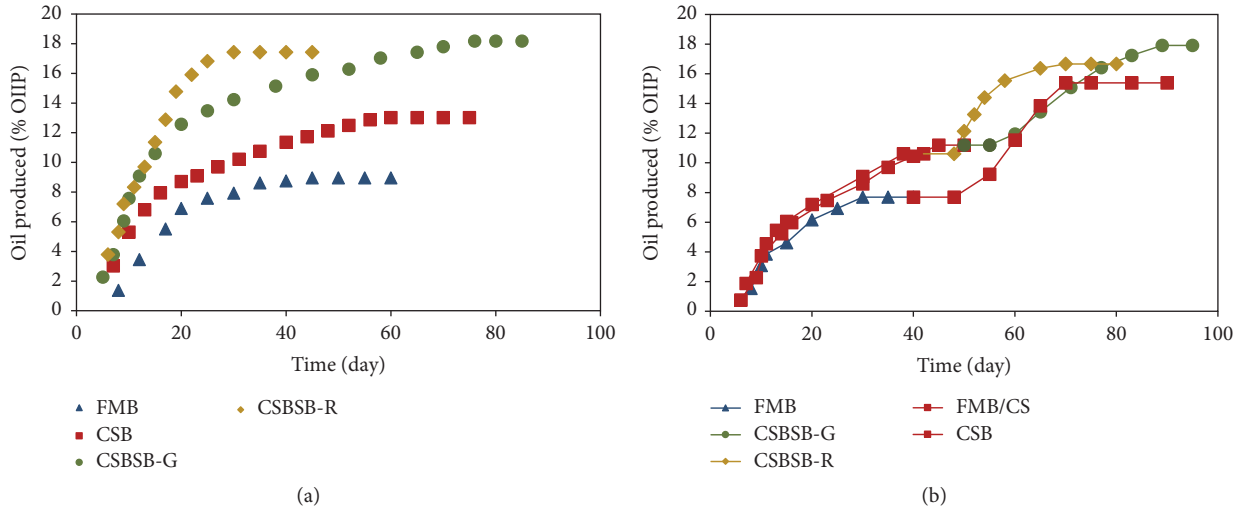 20
18
16
14
12
10
8
6
4
2
0
Oil produced (% OIIP)
0 20 40 60 80 100
Time (day)
FMB
CSB
CSBSB-G
CSBSB-R
(a)
20
18
16
14
12
10
8
6
4
2
0
Oil produced (% OIIP)
0 20 40 60 80 100
Time (day)
FMB
CSBSB-G
CSBSB-R
FMB/CS
CSB
(b)